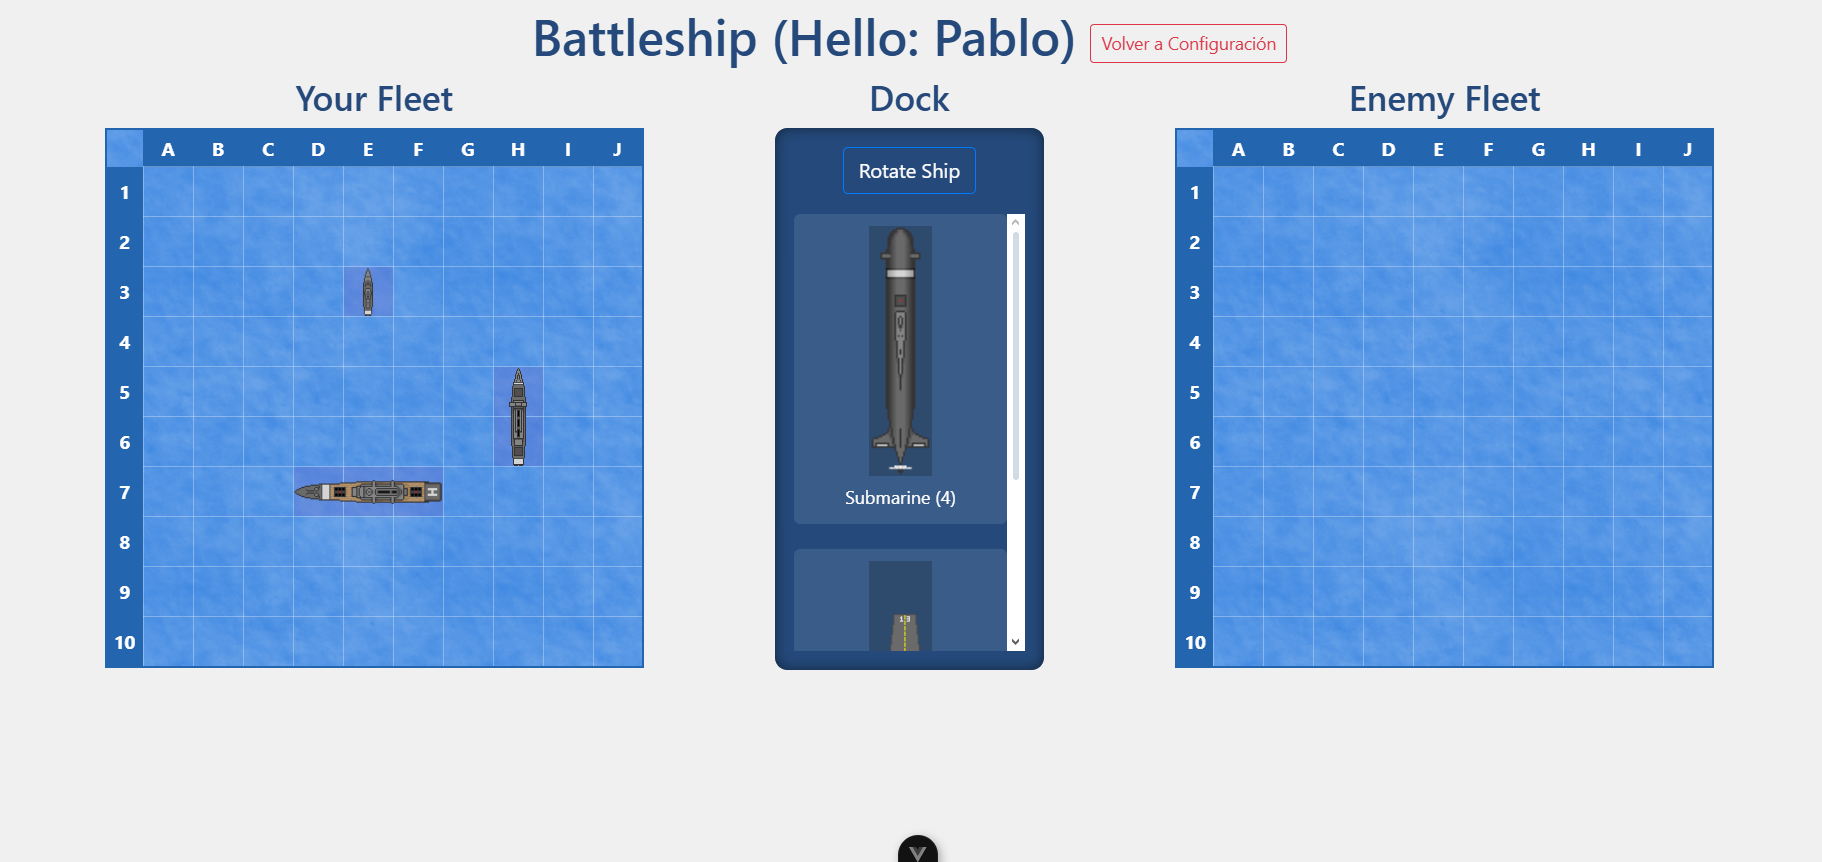 Battleship (Hello: Pablo) Volver a Configuración
Your Fleet
A B C D E F G H I J
1
2
3
4
5
6
7
8
9
10
Dock
Rotate Ship
Submarine (4)
Enemy Fleet
A B C D E F G H I J
1
2
3
4
5
6
7
8
9
10